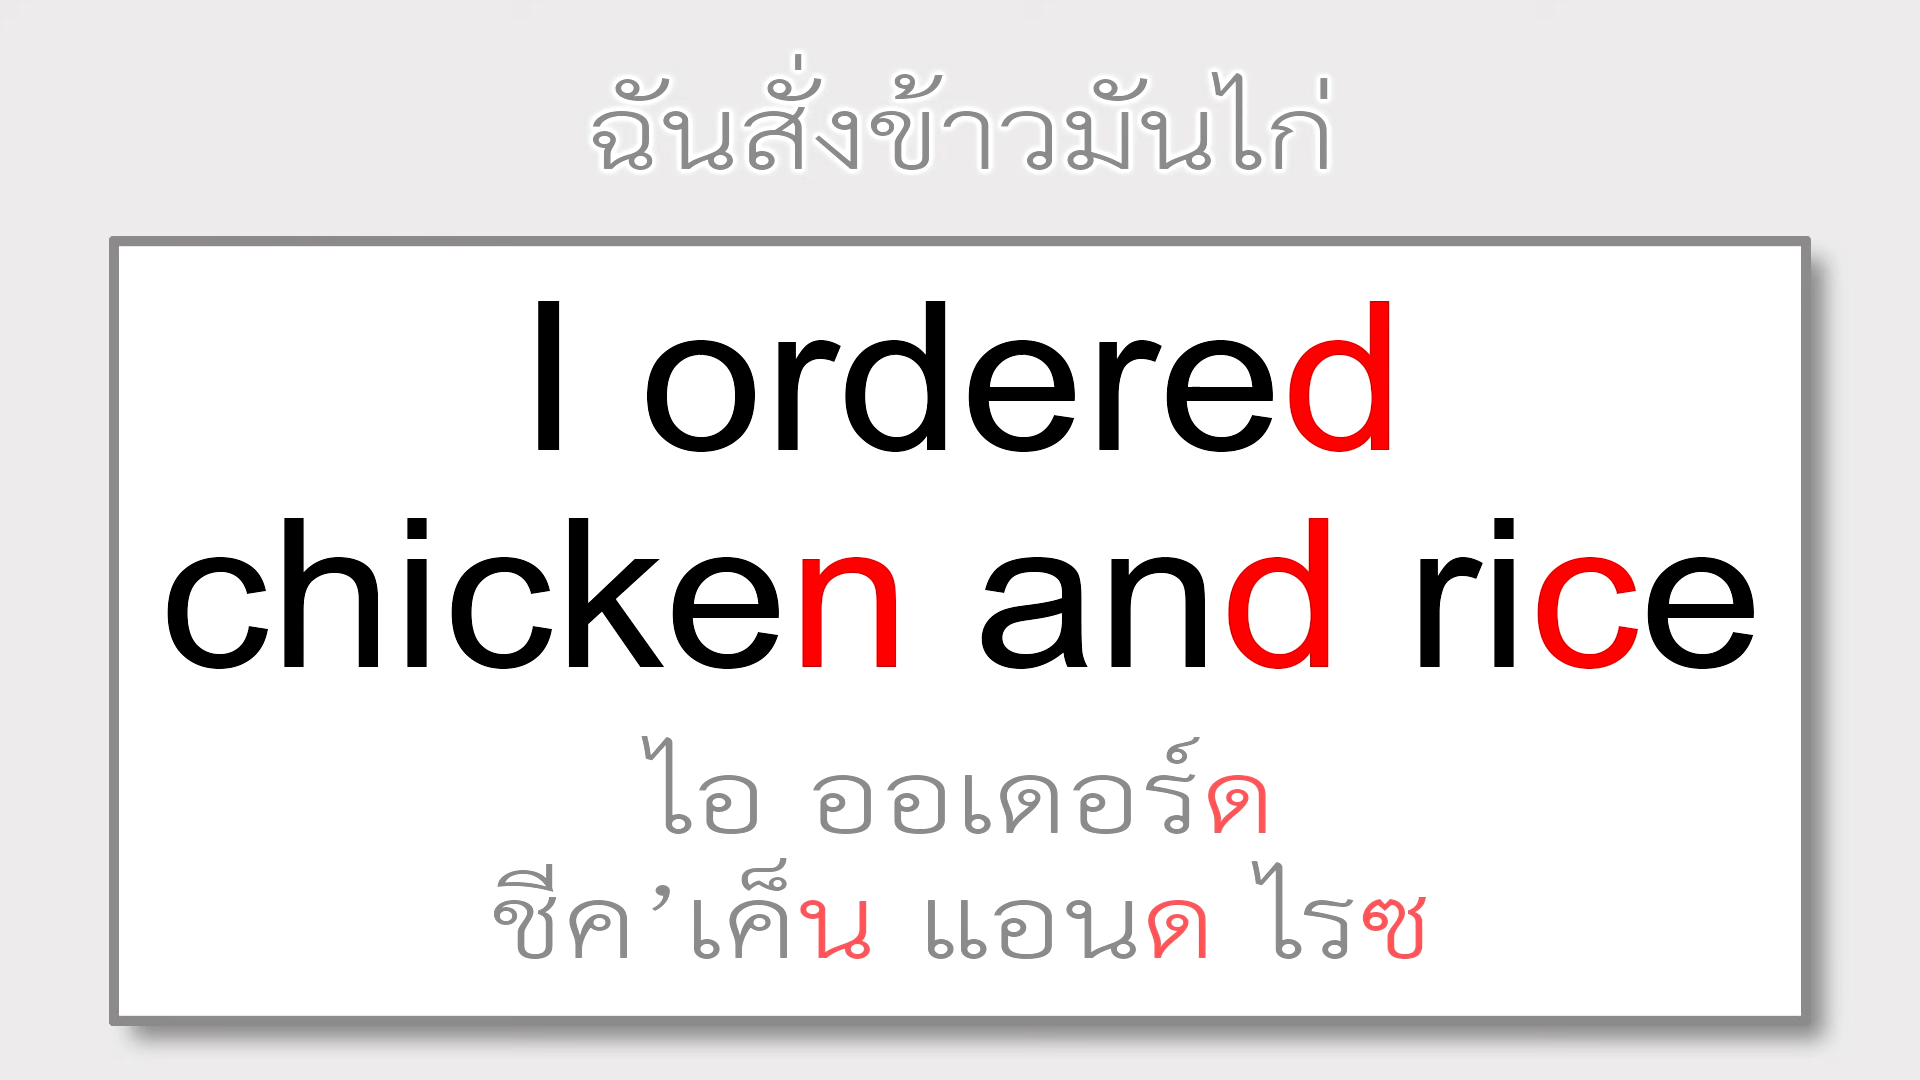 ฉันสั่งข้าวมันไก่
I ordered
chicken and rice
ไอ ออเดอร์ด
ชีค’เค็น แอนด ไรซ